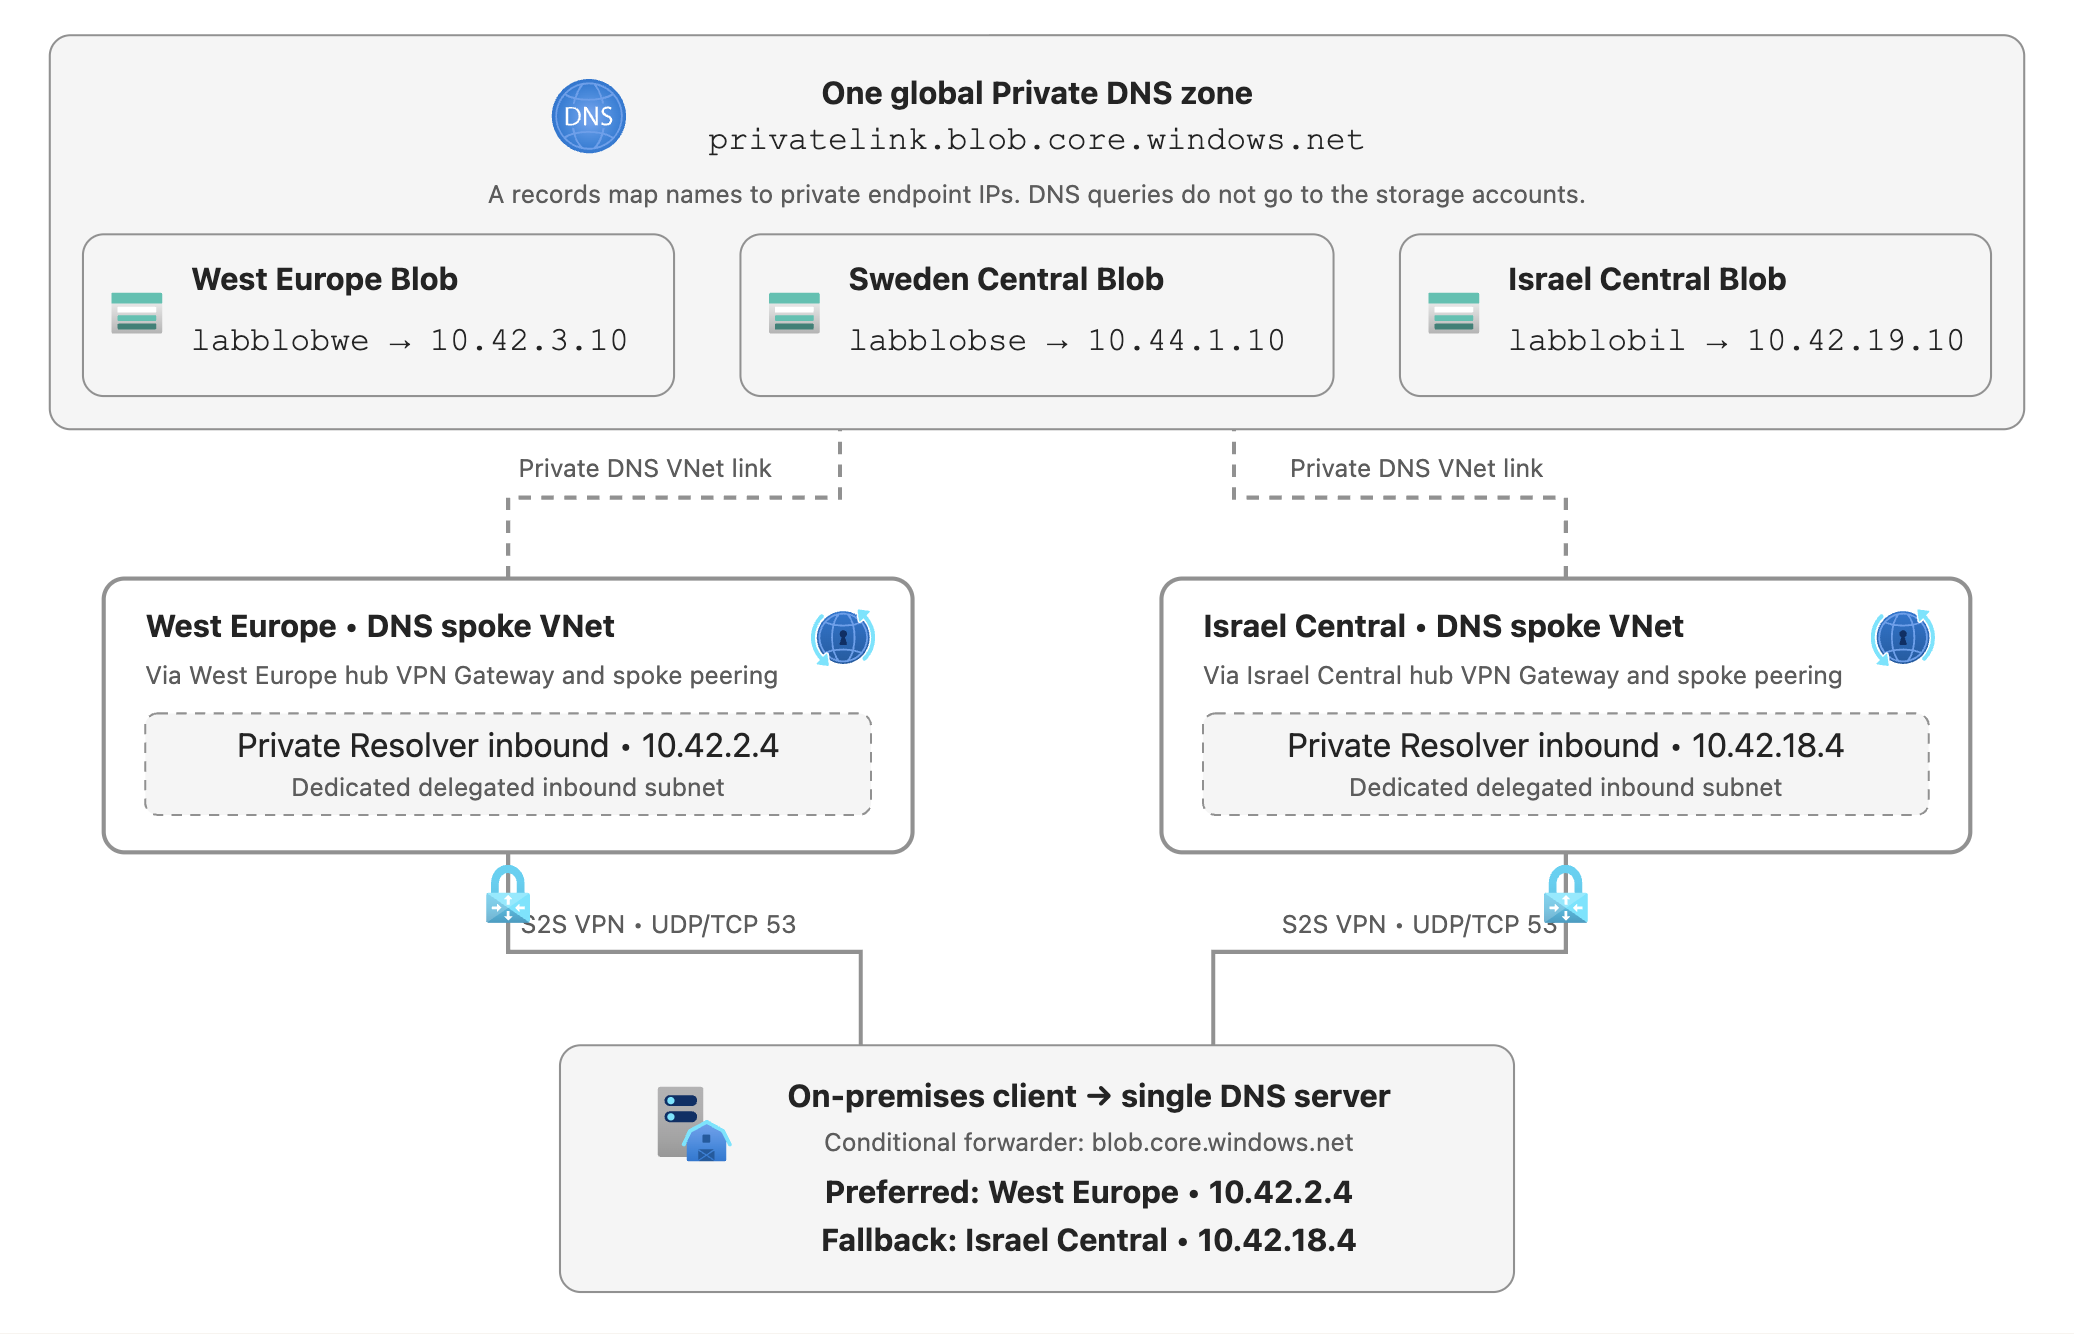 DNS
One global Private DNS zone
privatelink.blob.core.windows.net
A records map names to private endpoint IPs. DNS queries do not go to the storage accounts.
West Europe Blob
labblobwe → 10.42.3.10
Sweden Central Blob
labblobse → 10.44.1.10
Israel Central Blob
labblobil → 10.42.19.10
Private DNS VNet link
Private DNS VNet link
West Europe • DNS spoke VNet
Via West Europe hub VPN Gateway and spoke peering
Private Resolver inbound • 10.42.2.4
Dedicated delegated inbound subnet
Israel Central • DNS spoke VNet
Via Israel Central hub VPN Gateway and spoke peering
Private Resolver inbound • 10.42.18.4
Dedicated delegated inbound subnet
S2S VPN • UDP/TCP 53
S2S VPN • UDP/TCP 53
On-premises client → single DNS server
Conditional forwarder: blob.core.windows.net
Preferred: West Europe • 10.42.2.4
Fallback: Israel Central • 10.42.18.4